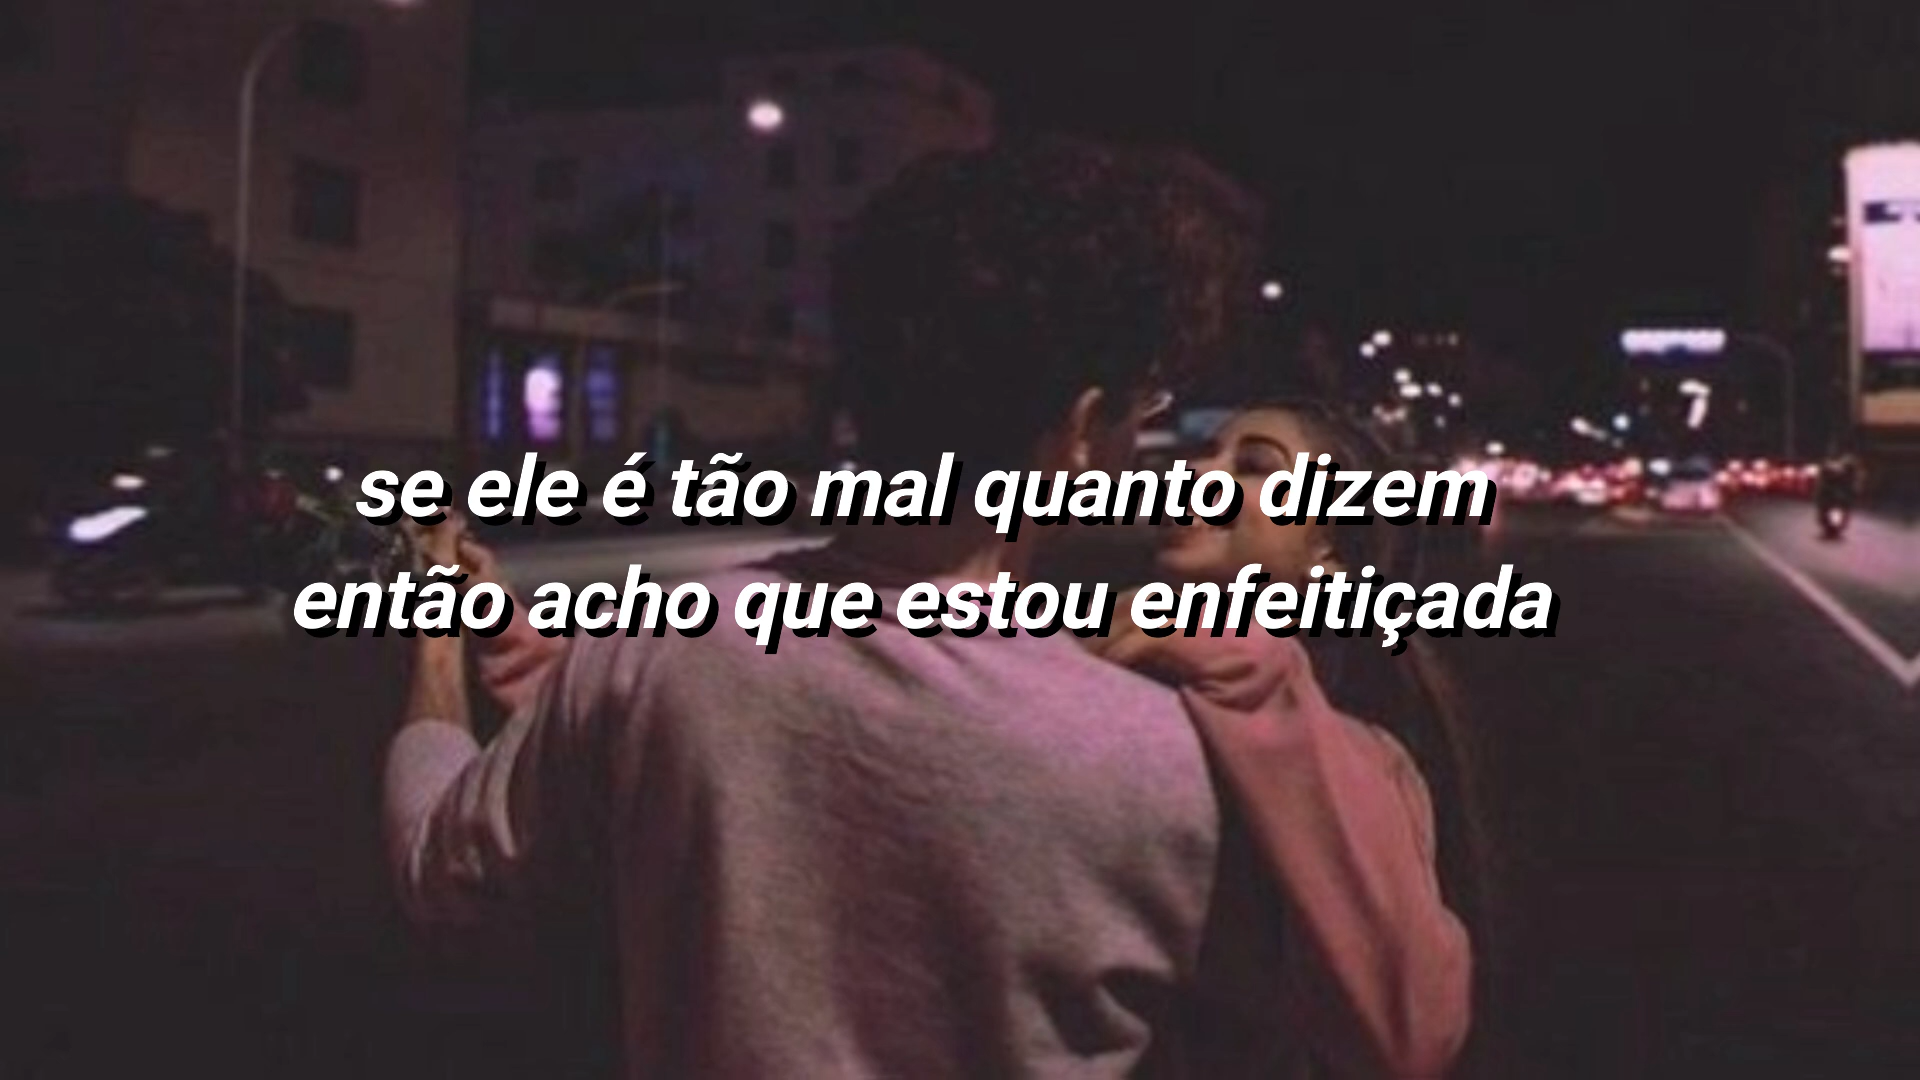 se ele é tão mal quanto dizem
então acho que estou enfeitiçada